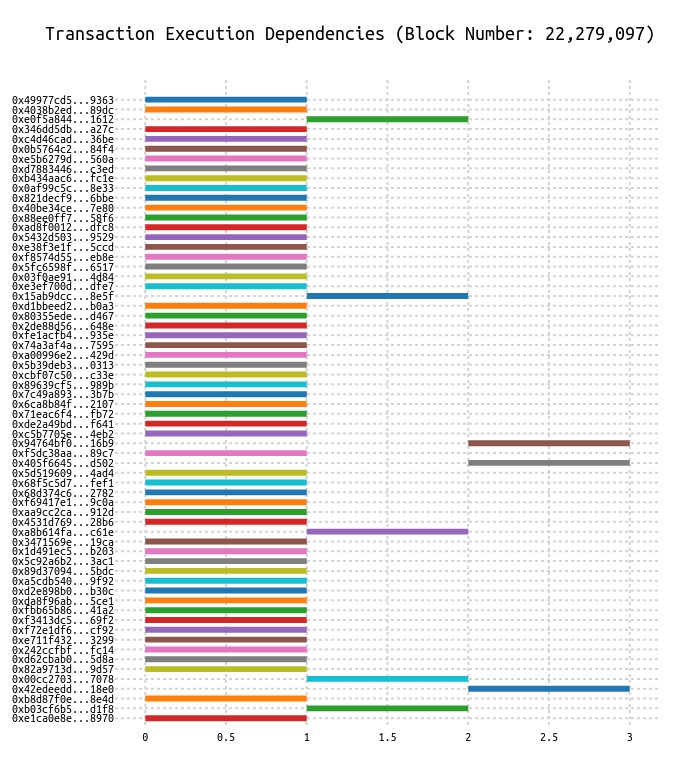 Transaction Execution Dependencies (Block Number: 22,279,097)
0x49977cd5...9363
0x4038b2ed...89dc
0xe0f5a844...1612
0x346dd5db...a27c
0xc4d46cad...36be
0x0b5764c2...84f4
0xe5b6279d...560a
0xd7883446...c3ed
0xb434aac6...fc1e
0x0af99c5c...8e33
0x821decf9...6bbe
0x40be34ce...7e80
0x88ee0ff7...58f6
0xad8f0012...dfc8
0x5432d503...9529
0xe38f3e1f...5ccd
0xf8574d55...eb8e
0x5fc6598f...6517
0x03f0ae91...4d84
0xe3ef700d...dfe7
0x15ab9dcc...8e5f
0xd1bbeed2...b0a3
0x80355ede...d467
0x2de88d56...648e
0xfe1acfb4...935e
0x74a3af4a...7595
0xa00996e2...429d
0x5b39deb3...0313
0xcbf07c50...c33e
0x89639cf5...989b
0x7c49a893...3b7b
0x6ca8b84f...2107
0x71eac6f4...fb72
0xde2a49bd...f641
0xc5b7705e...4eb2
0x94764bf0...16b9
0xf5dc38aa...89c7
0x405f6645...d502
0x5d519609...4ad4
0x68f5c5d7...fef1
0x68d374c6...2782
0xf69417e1...9c0a
0xaa9cc2ca...912d
0x4531d769...28b6
0xa8b614fa...c61e
0x3471569e...19ca
0x1d491ec5...b203
0x5c92a6b2...3ac1
0x89d37094...5bdc
0xa5cdb540...9f92
0xd2e898b0...b30c
0xda8f96ab...5ce1
0xfbb65b86...41a2
0xf3413dc5...69f2
0xf72e1df6...cf92
0xe711f432...3299
0x242ccfbf...fc14
0xd62cbab0...5d8a
0x82a9713d...9d57
0x00cc2703...7078
0x42edeedd...18e0
0xb8d87f0e...8e4d
0xb03cf6b5...d1f8
0xe1ca0e8e...8970
0 0.5 1 1.5 2 2.5 3